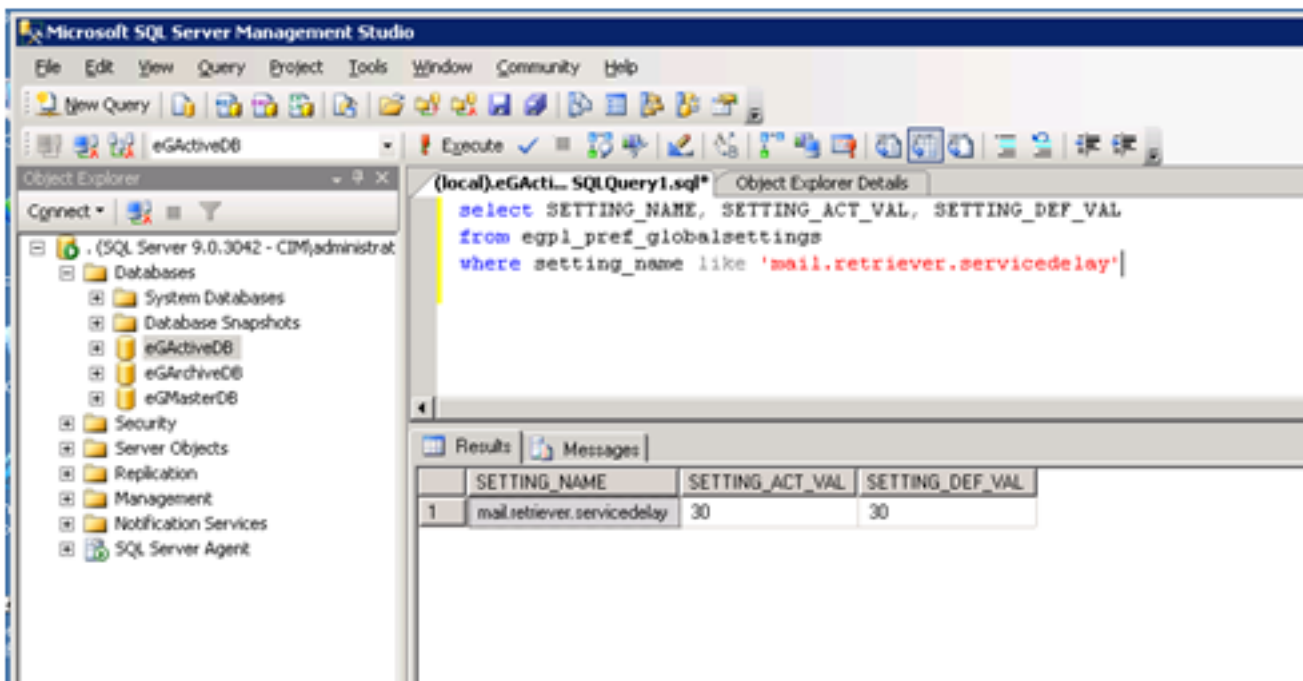 Microsoft SQL Server Management Studio
File Edit View Query Project Tools Window Community Help
New Query
eGActiveDB Execute
Object Explorer
(local).eGActi... SQLQuery1.sql* Object Explorer Details
Connect
select SETTING_NAME, SETTING_ACT_VAL, SETTING_DEF_VAL
from egpl_pref_globalsettings
where setting_name like 'mail.retriever.servicedelay'
. (SQL Server 9.0.3042 - CIM\administrat
Databases
System Databases
Database Snapshots
eGActiveDB
eGArchiveDB
eGMasterDB
Security
Server Objects
Replication
Management
Notification Services
SQL Server Agent
Results Messages
SETTING_NAME SETTING_ACT_VAL SETTING_DEF_VAL
1 mail.retriever.servicedelay 30 30